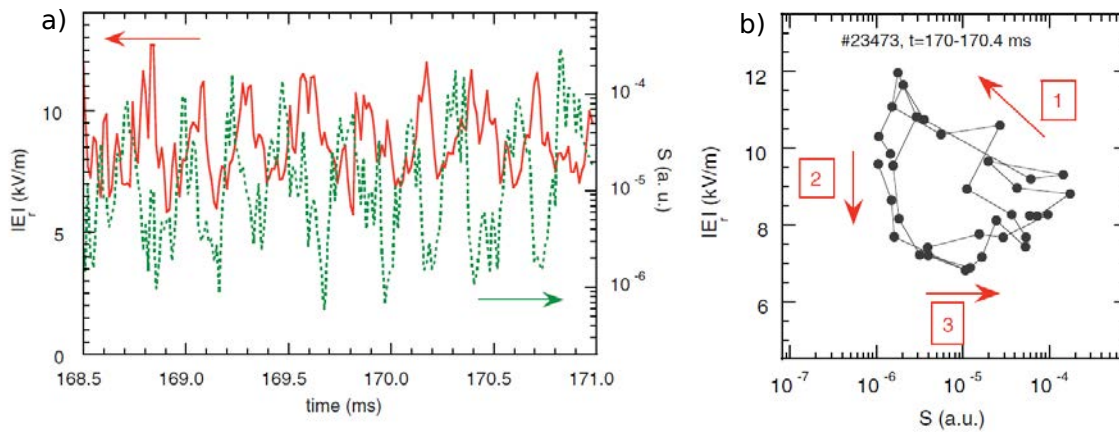 a)
10
5
0
|E_r| (kV/m)
168.5 169.0 169.5 170.0 170.5 171.0
time (ms)
10^-4
10^-5
10^-6
S (a. u.)
b)
#23473, t=170-170.4 ms
12
10
8
6
|E_r| (kV/m)
1
2
3
10^-7 10^-6 10^-5 10^-4
S (a.u.)